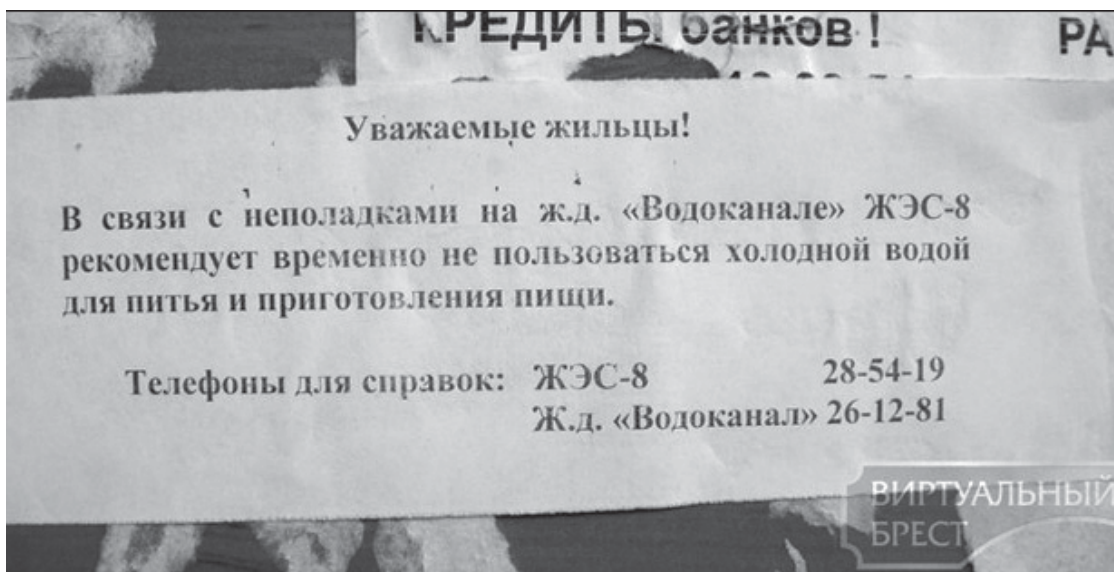 КРЕДИТЫ банков !
РА
Уважаемые жильцы!
В связи с неполадками на ж.д. «Водоканале» ЖЭС-8
рекомендует временно не пользоваться холодной водой
для питья и приготовления пищи.
Телефоны для справок: ЖЭС-8 28-54-19
Ж.д. «Водоканал» 26-12-81
ВИРТУАЛЬНЫЙ
БРЕСТ